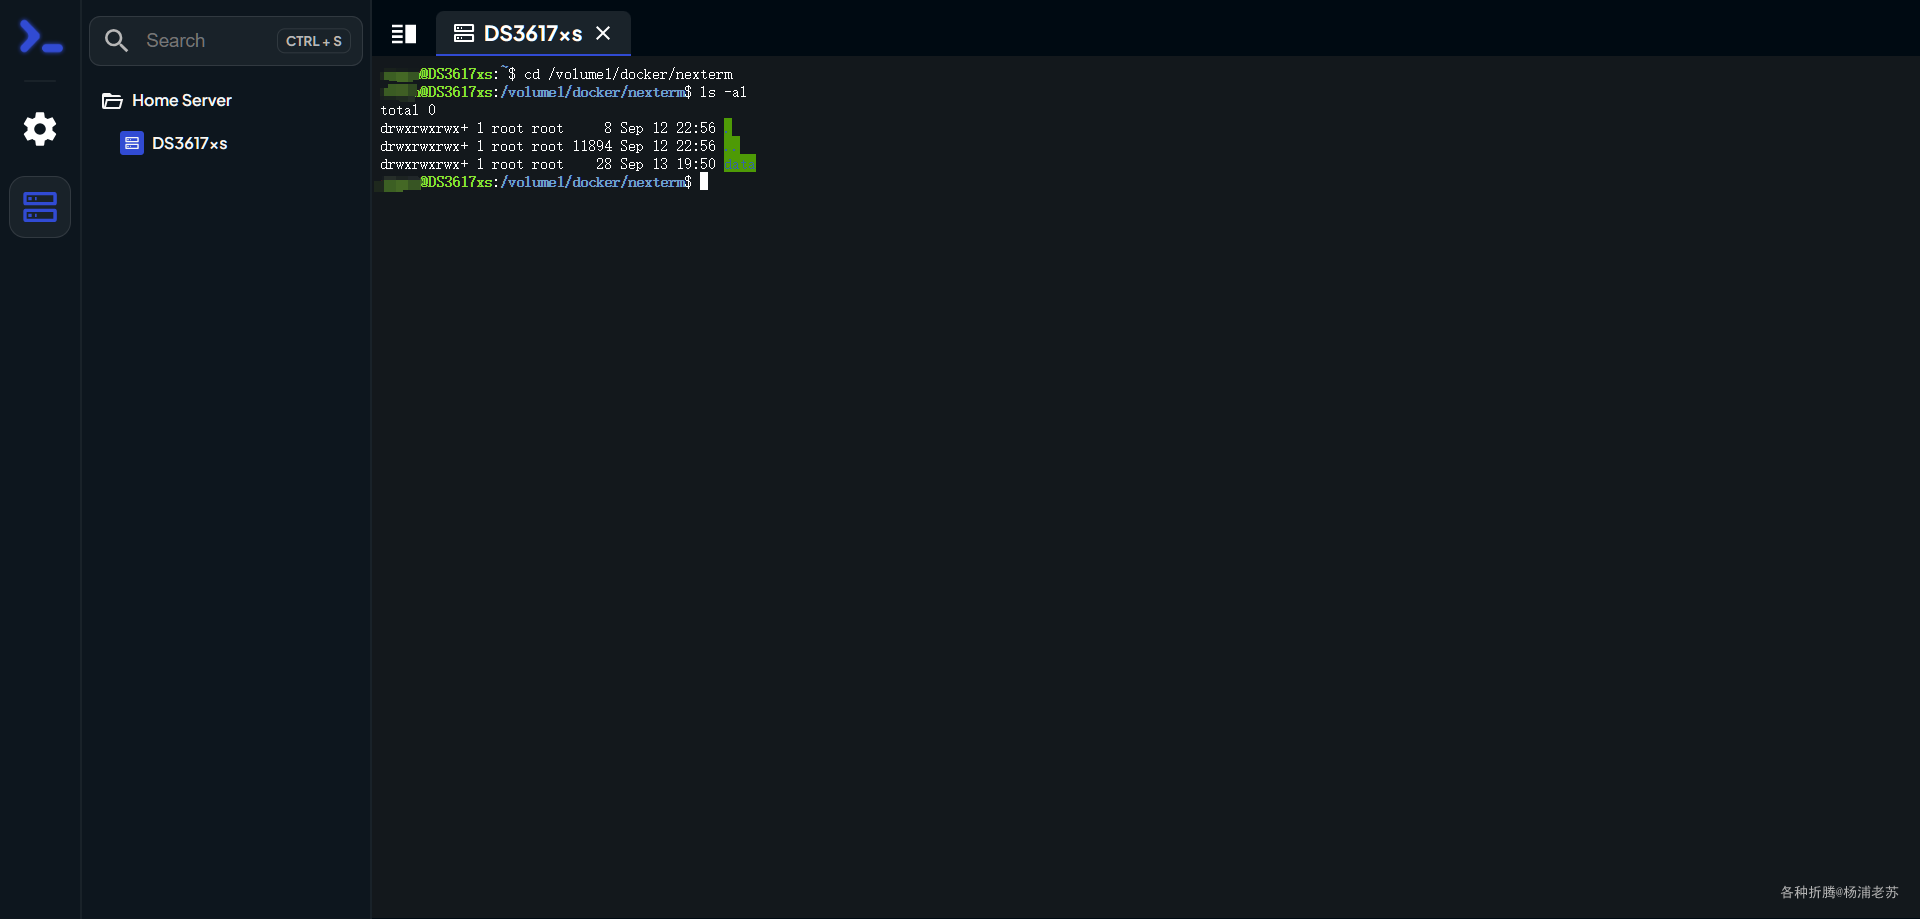 Search
CTRL + S
Home Server
DS3617xs
DS3617xs
@DS3617xs:~$ cd /volume1/docker/nexterm
@DS3617xs:/volume1/docker/nexterm$ ls -al
total 0
drwxrwxrwx+ 1 root root     8 Sep 12 22:56 .
drwxrwxrwx+ 1 root root 11894 Sep 12 22:56 ..
drwxrwxrwx+ 1 root root    28 Sep 13 19:50 data
@DS3617xs:/volume1/docker/nexterm$
各种折腾@杨浦老苏